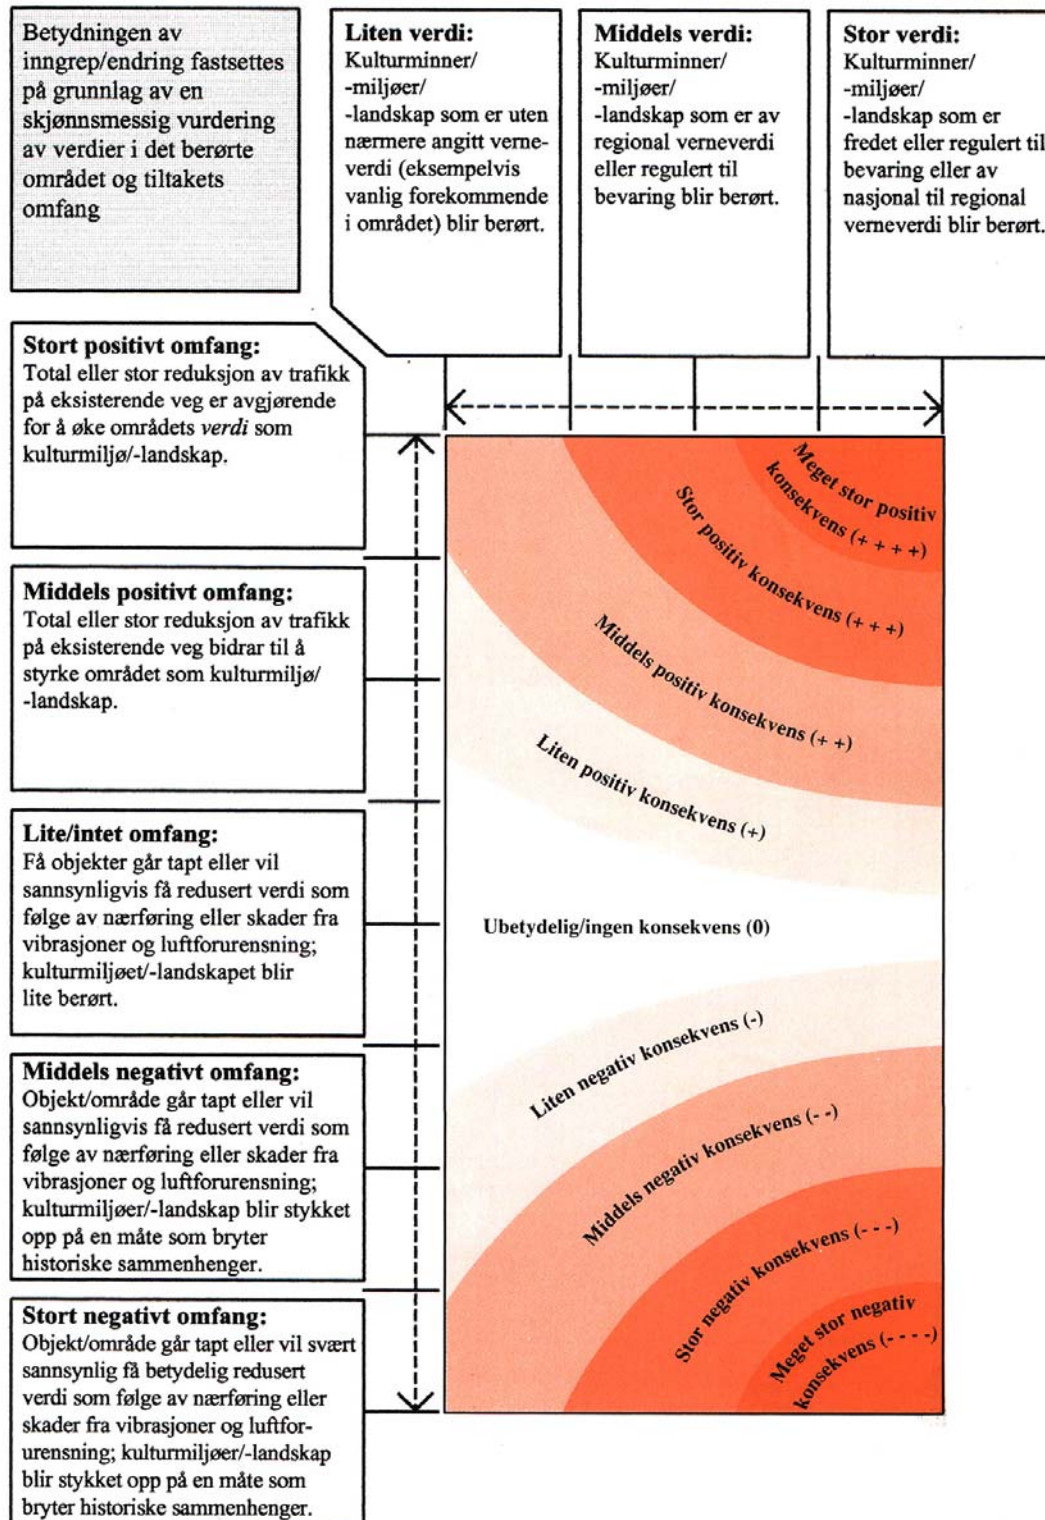 Betydningen av
inngrep/endring fastsettes
på grunnlag av en
skjønnsmessig vurdering
av verdier i det berørte
området og tiltakets
omfang
Liten verdi:
Kulturminner/
-miljøer/
-landskap som er uten
nærmere angitt verne-
verdi (eksempelvis
vanlig forekommende
i området) blir berørt.
Middels verdi:
Kulturminner/
-miljøer/
-landskap som er av
regional verneverdi
eller regulert til
bevaring blir berørt.
Stor verdi:
Kulturminner/
-miljøer/
-landskap som er
fredet eller regulert til
bevaring eller av
nasjonal til regional
verneverdi blir berørt.
Stort positivt omfang:
Total eller stor reduksjon av trafikk
på eksisterende veg er avgjørende
for å øke områdets verdi som
kulturmiljø/-landskap.
Middels positivt omfang:
Total eller stor reduksjon av trafikk
på eksisterende veg bidrar til å
styrke området som kulturmiljø/
-landskap.
Lite/intet omfang:
Få objekter går tapt eller vil
sannsynligvis få redusert verdi som
følge av nærføring eller skader fra
vibrasjoner og luftforurensning;
kulturmiljøet/-landskapet blir
lite berørt.
Middels negativt omfang:
Objekt/område går tapt eller vil
sannsynligvis få redusert verdi som
følge av nærføring eller skader fra
vibrasjoner og luftforurensning;
kulturmiljøer/-landskap blir stykket
opp på en måte som bryter
historiske sammenhenger.
Stort negativt omfang:
Objekt/område går tapt eller vil svært
sannsynlig få betydelig redusert
verdi som følge av nærføring eller
skader fra vibrasjoner og luftfor-
urensning; kulturmiljøer/-landskap
blir stykket opp på en måte som
bryter historiske sammenhenger.
Meget stor positiv
konsekvens (+ + + +)
Stor positiv konsekvens (+ + +)
Middels positiv konsekvens (+ +)
Liten positiv konsekvens (+)
Ubetydelig/ingen konsekvens (0)
Liten negativ konsekvens (-)
Middels negativ konsekvens (- -)
Stor negativ konsekvens (- - -)
Meget stor negativ
konsekvens (- - - -)